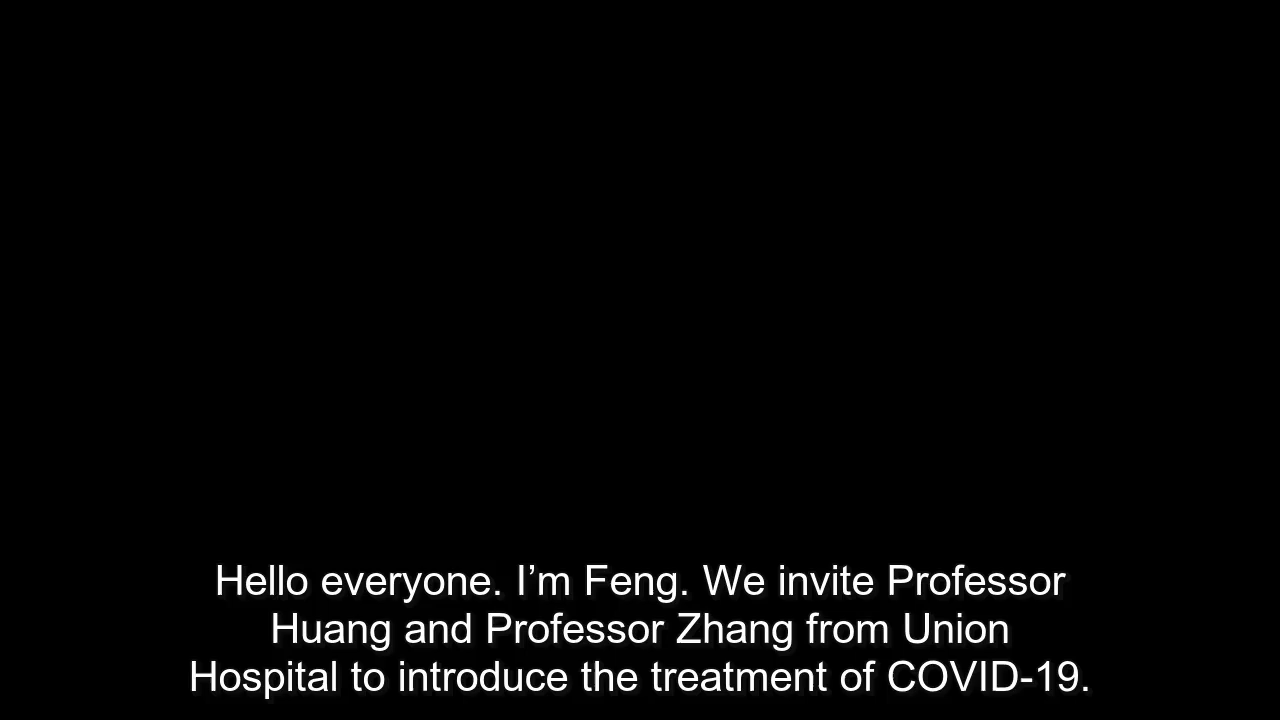 Hello everyone. I’m Feng. We invite Professor
Huang and Professor Zhang from Union
Hospital to introduce the treatment of COVID-19.